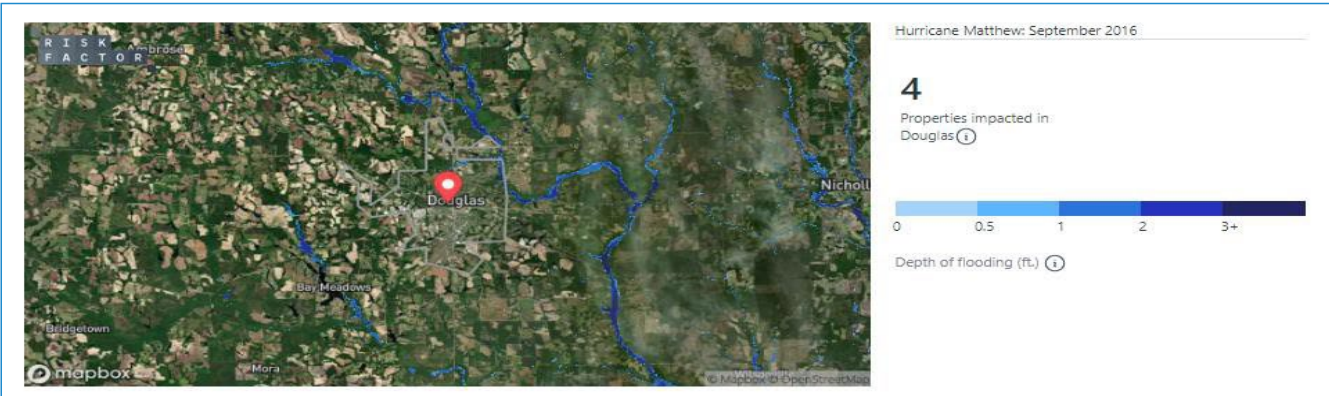 RISK
FACTOR
Ambrose
Douglas
Nicholl
Bay Meadows
Bridgetown
Mora
mapbox
© Mapbox © OpenStreetMap
Hurricane Matthew: September 2016
4
Properties impacted in
Douglas
0 0.5 1 2 3+
Depth of flooding (ft.)